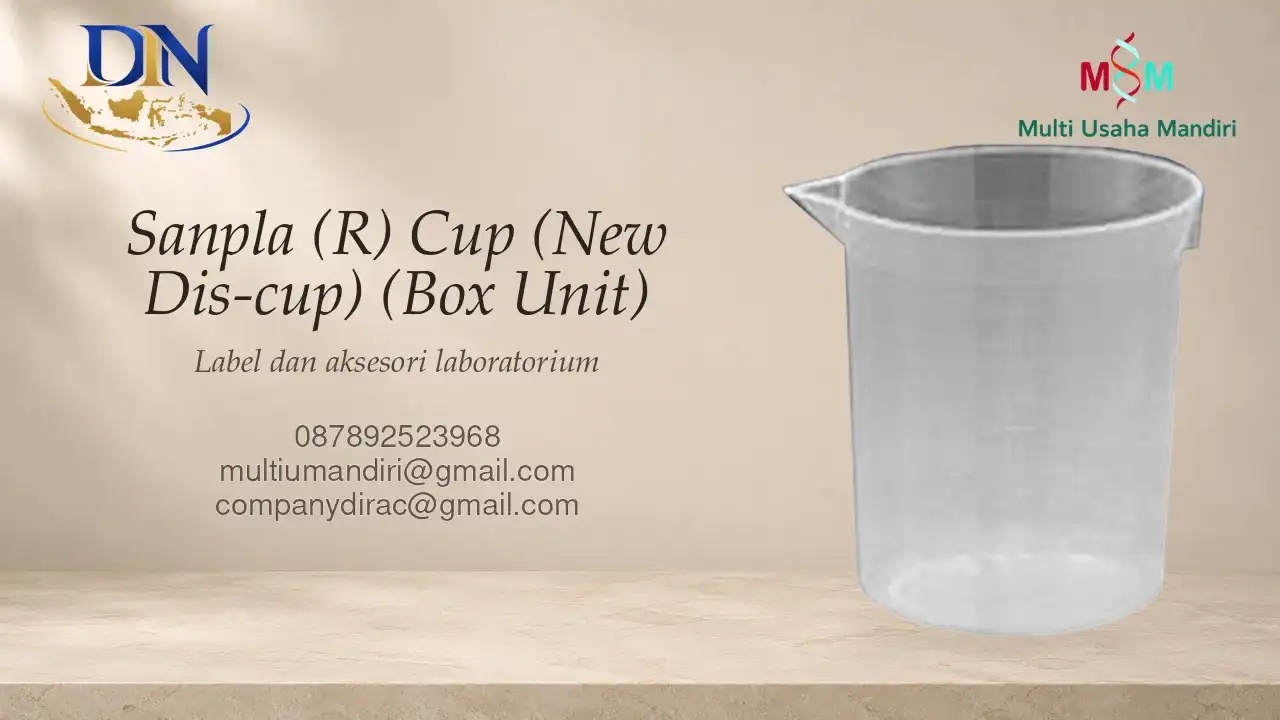 DIN
MSM
Multi Usaha Mandiri
Sanpla (R) Cup (New
Dis-cup) (Box Unit)
Label dan aksesori laboratorium
087892523968
multiumandiri@gmail.com
companydirac@gmail.com